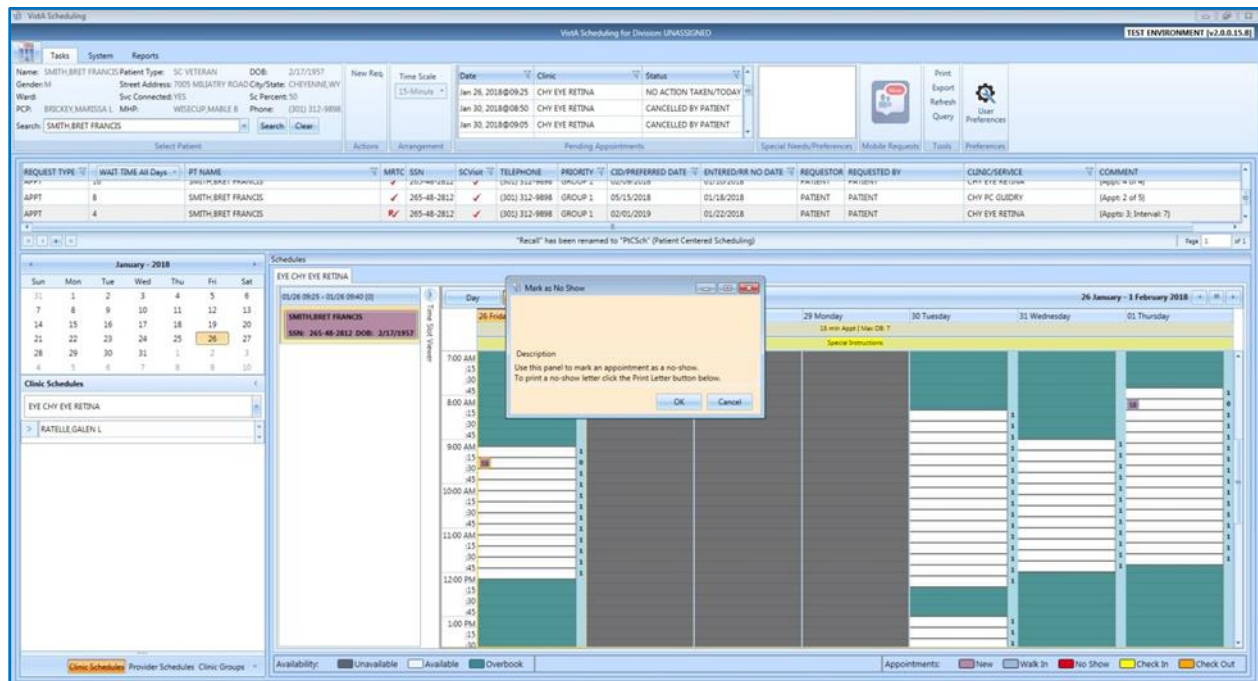 VistA Scheduling
VistA Scheduling for Division: UNASSIGNED
TEST ENVIRONMENT [v2.0.0.15.8]
Tasks System Reports
Name: SMITH,BRET FRANCIS Patient Type: SC VETERAN DOB: 2/17/1957
Gender: M Street Address: 7005 MILIATRY ROAD City/State: CHEYENNE,WY
Ward: Svc Connected: YES Sc Percent: 50
PCP: BRICKEY,MARISSA L MHP: WISECUP,MABLE B Phone: (301) 312-9898
Search: SMITH,BRET FRANCIS Search Clear
Select Patient
New Req.
Actions
Time Scale
15-Minute
Arrangement
Date Clinic Status
Jan 26, 2018@09:25 CHY EYE RETINA NO ACTION TAKEN/TODAY
Jan 30, 2018@08:50 CHY EYE RETINA CANCELLED BY PATIENT
Jan 30, 2018@09:05 CHY EYE RETINA CANCELLED BY PATIENT
Pending Appointments
Special Needs/Preferences
Mobile Requests
Print
Export
Refresh
Query
Tools
User
Preferences
Preferences
REQUEST TYPE WAIT TIME All Days PT NAME MRTC SSN SCVisit TELEPHONE PRIORITY CID/PREFERRED DATE ENTERED/RR NO DATE REQUESTOR REQUESTED BY CLINIC/SERVICE COMMENT
APPT 8 SMITH,BRET FRANCIS 265-48-2812 (301) 312-9898 GROUP 1 05/15/2018 01/18/2018 PATIENT PATIENT CHY PC GUIDRY (Appt: 2 of 5)
APPT 4 SMITH,BRET FRANCIS 265-48-2812 (301) 312-9898 GROUP 1 02/01/2019 01/22/2018 PATIENT PATIENT CHY EYE RETINA (Appts: 3; Interval: 7)
"Recall" has been renamed to "PtCSch" (Patient Centered Scheduling)
Page 1 of 1
January - 2018
Sun Mon Tue Wed Thu Fri Sat
31 1 2 3 4 5 6
7 8 9 10 11 12 13
14 15 16 17 18 19 20
21 22 23 24 25 26 27
28 29 30 31 1 2 3
4 5 6 7 8 9 10
Clinic Schedules
EYE CHY EYE RETINA
RATELLE,GALEN L
Clinic Schedules Provider Schedules Clinic Groups
Schedules
EYE CHY EYE RETINA
01/26 09:25 - 01/26 09:40 [0]
SMITH,BRET FRANCIS
SSN: 265-48-2812 DOB: 2/17/1957
Time Slot Viewer
Day
26 January - 1 February 2018
26 Frida
29 Monday 30 Tuesday 31 Wednesday 01 Thursday
15 min Appt | Max OB: 7
Special Instructions
Mark as No Show
Description
Use this panel to mark an appointment as a no-show.
To print a no-show letter click the Print Letter button below.
OK Cancel
7:00 AM
:15
:30
:45
8:00 AM
:15
:30
:45
9:00 AM
:15
:30
:45
10:00 AM
:15
:30
:45
11:00 AM
:15
:30
:45
12:00 PM
:15
:30
:45
1:00 PM
:15
:30
Availability: Unavailable Available Overbook
Appointments: New Walk In No Show Check In Check Out